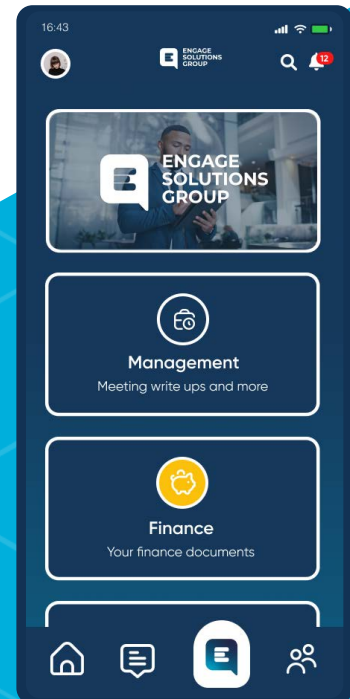 16:43
ENGAGE
SOLUTIONS
GROUP
12
ENGAGE
SOLUTIONS
GROUP
Management
Meeting write ups and more
Finance
Your finance documents